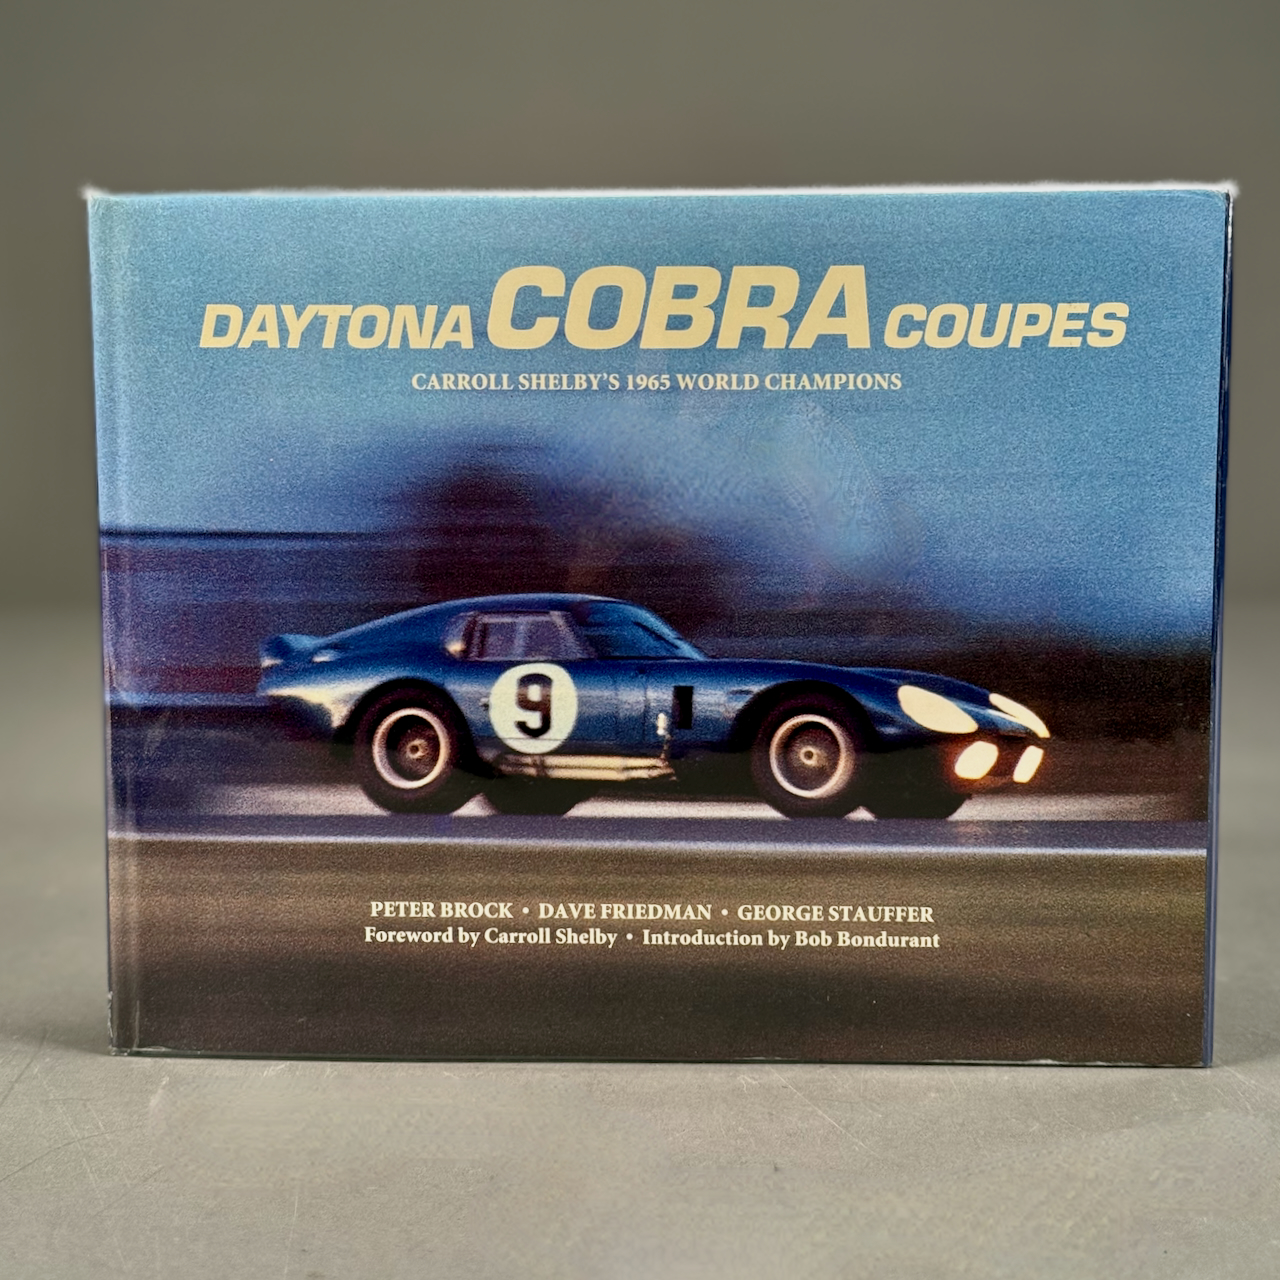 DAYTONA COBRA COUPES
CARROLL SHELBY'S 1965 WORLD CHAMPIONS
9
PETER BROCK • DAVE FRIEDMAN • GEORGE STAUFFER
Foreword by Carroll Shelby • Introduction by Bob Bondurant